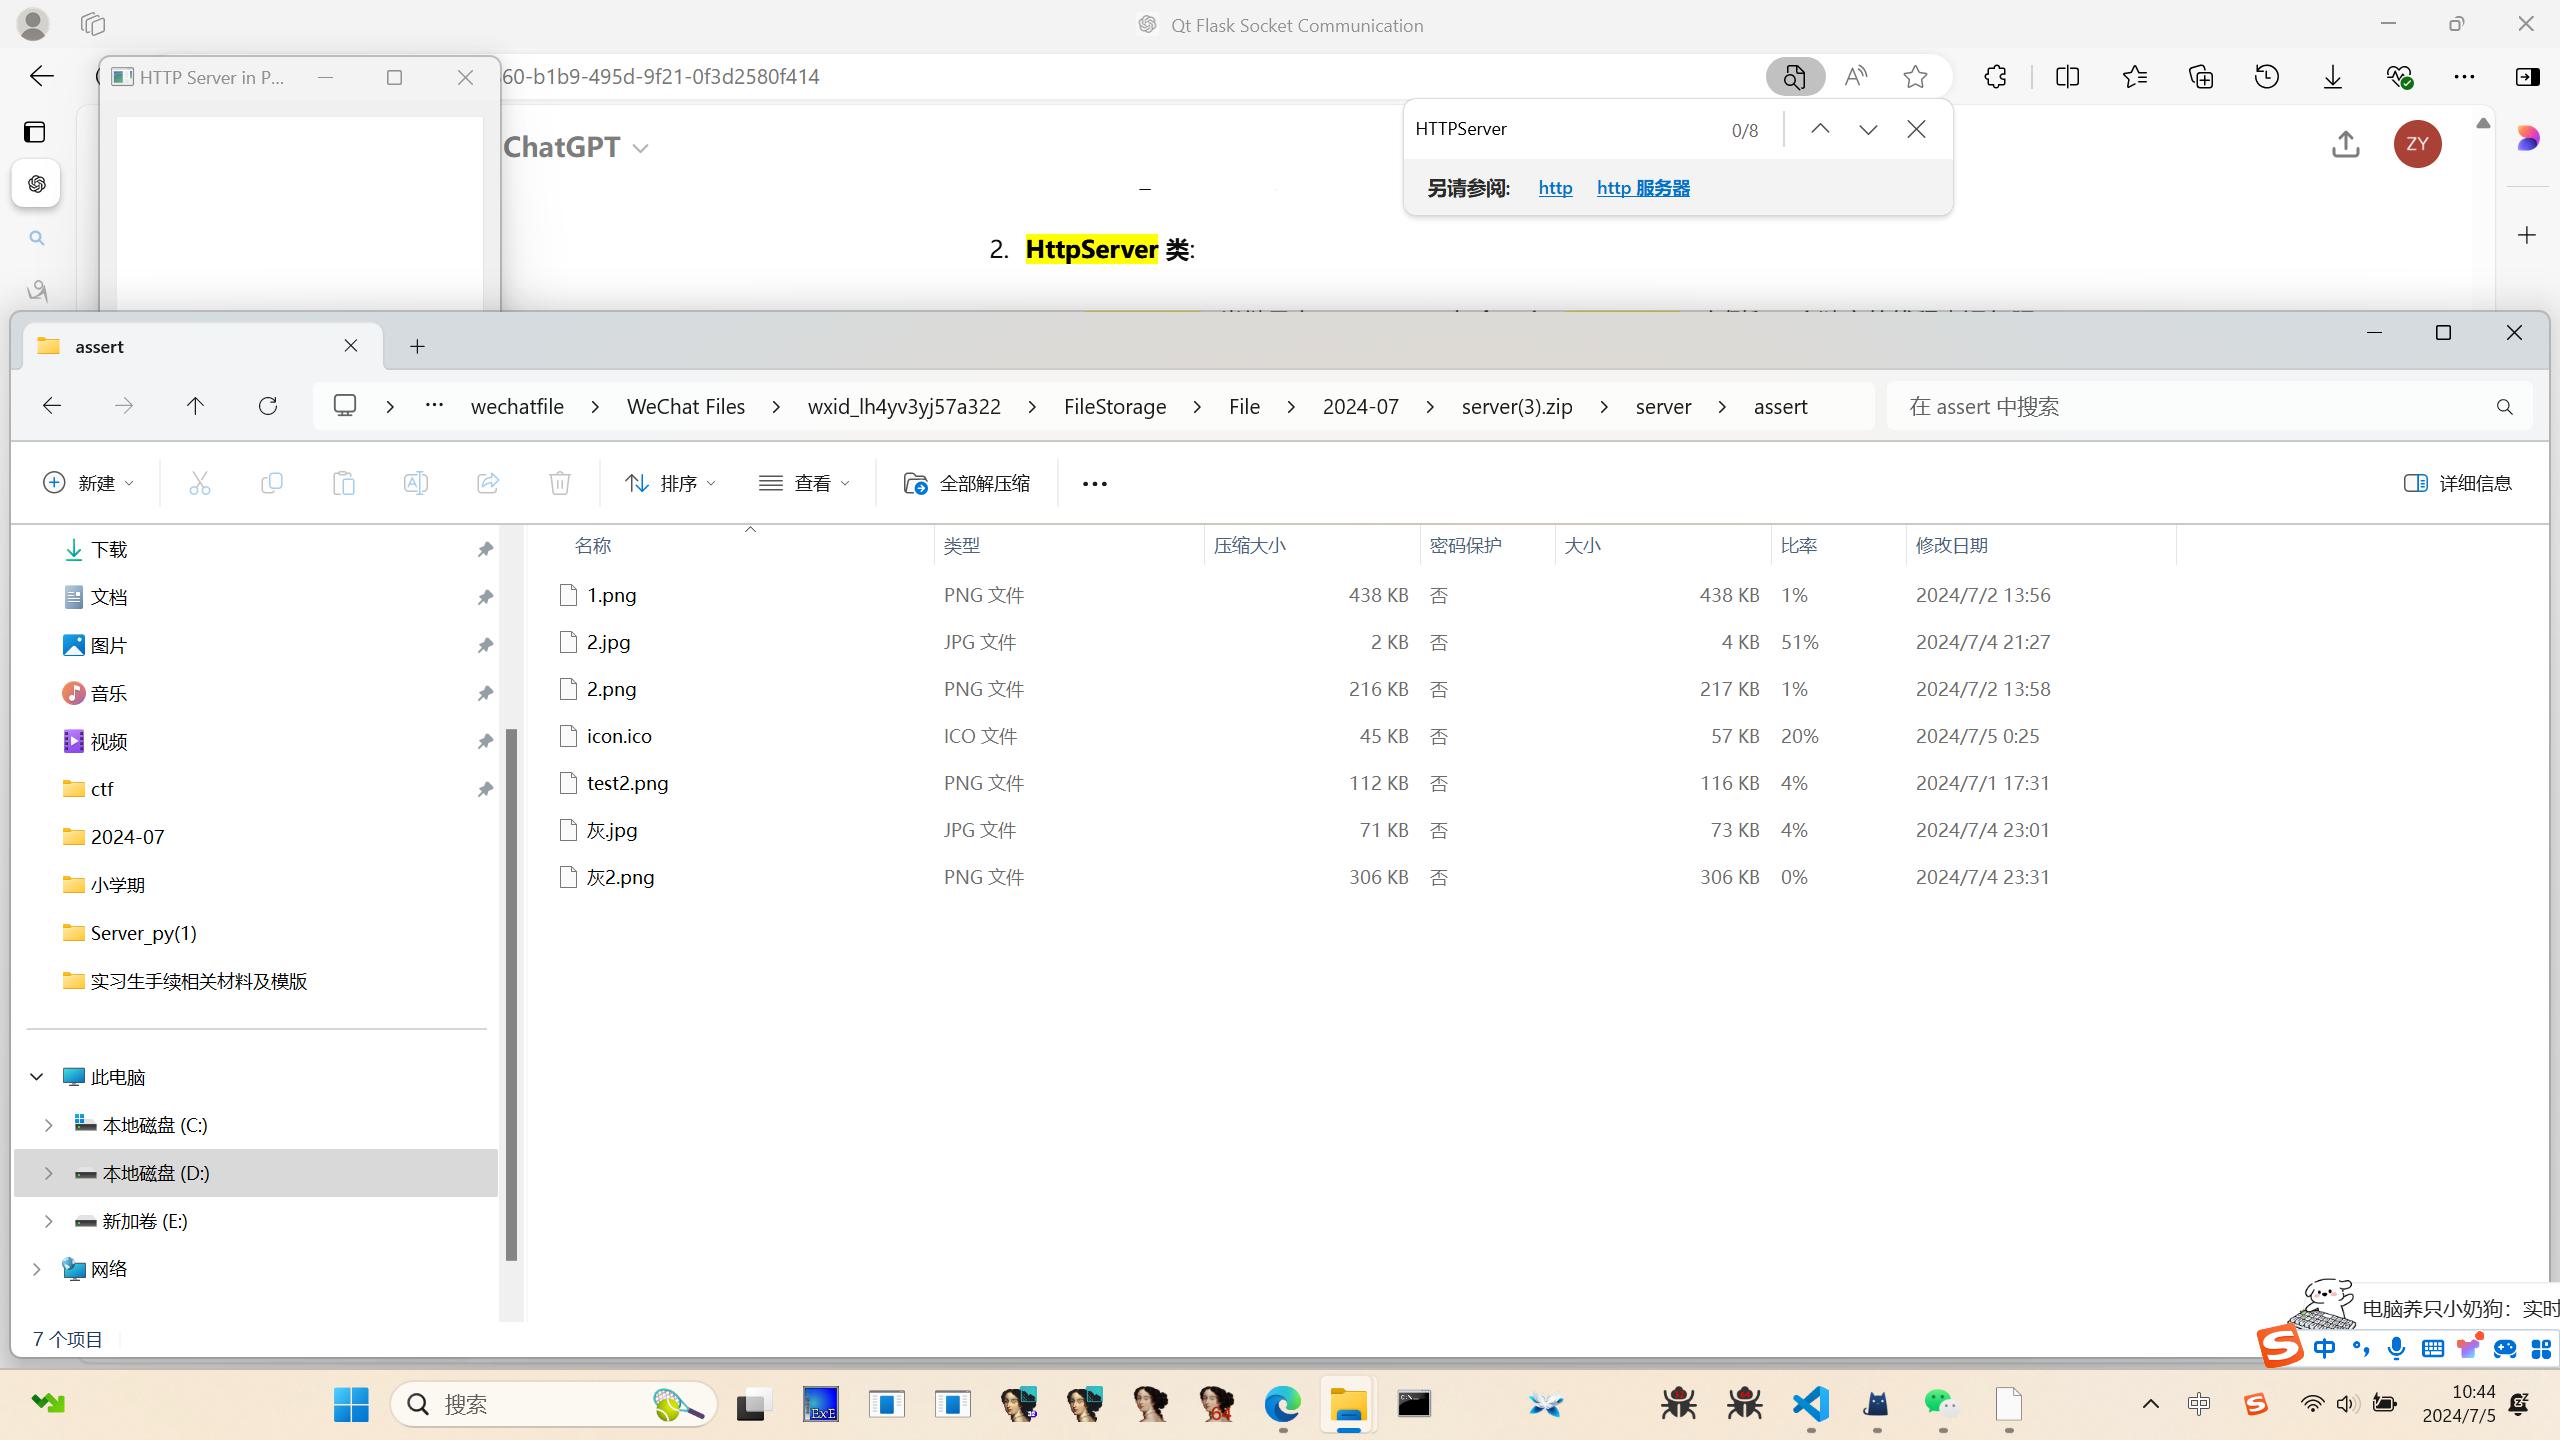 Qt Flask Socket Communication
HTTP Server in P...
60-b1b9-495d-9f21-0f3d2580f414
HTTPServer
0/8
另请参阅:
http
http 服务器
ChatGPT
ZY
2. HttpServer 类:
assert
wechatfile
WeChat Files
wxid_lh4yv3yj57a322
FileStorage
File
2024-07
server(3).zip
server
assert
在 assert 中搜索
新建
排序
查看
全部解压缩
详细信息
下载
文档
图片
音乐
视频
ctf
2024-07
小学期
Server_py(1)
实习生手续相关材料及模版
此电脑
本地磁盘 (C:)
本地磁盘 (D:)
新加卷 (E:)
网络
名称 类型 压缩大小 密码保护 大小 比率 修改日期
1.png PNG 文件 438 KB 否 438 KB 1% 2024/7/2 13:56
2.jpg JPG 文件 2 KB 否 4 KB 51% 2024/7/4 21:27
2.png PNG 文件 216 KB 否 217 KB 1% 2024/7/2 13:58
icon.ico ICO 文件 45 KB 否 57 KB 20% 2024/7/5 0:25
test2.png PNG 文件 112 KB 否 116 KB 4% 2024/7/1 17:31
灰.jpg JPG 文件 71 KB 否 73 KB 4% 2024/7/4 23:01
灰2.png PNG 文件 306 KB 否 306 KB 0% 2024/7/4 23:31
7 个项目
电脑养只小奶狗：实时
中
搜索
ExE
64
中
10:44
2024/7/5